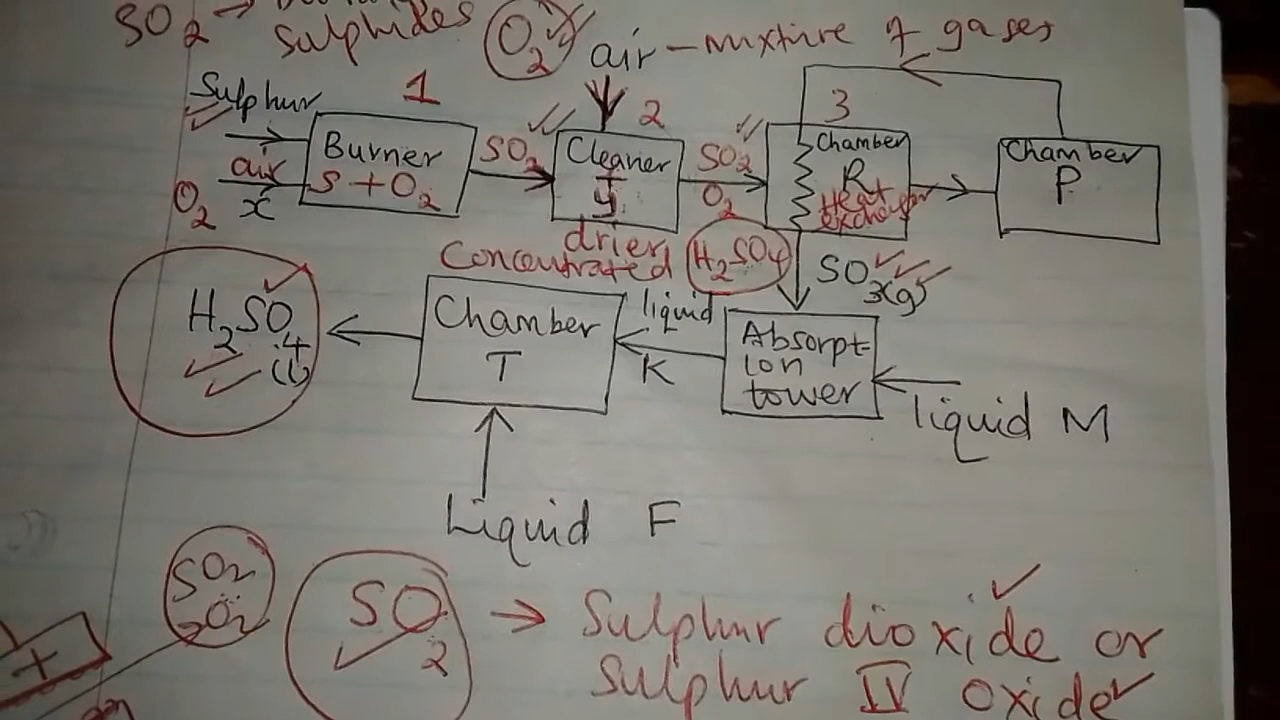 SO2 →
sulphides O2 air - mixture of gases
Sulphur 1 2 3
air
O2 x
Burner
S + O2
SO2
Cleaner
y
drier
SO2
O2
Chamber
R
Heat
exchanger
Chamber
P
Concentrated H2SO4
SO3(g)
H2SO4
(l)
Chamber
T
liquid
K
Absorpt-
ion
tower
liquid M
Liquid F
SO2
O2
SO2 → Sulphur dioxide or
Sulphur IV oxide
+